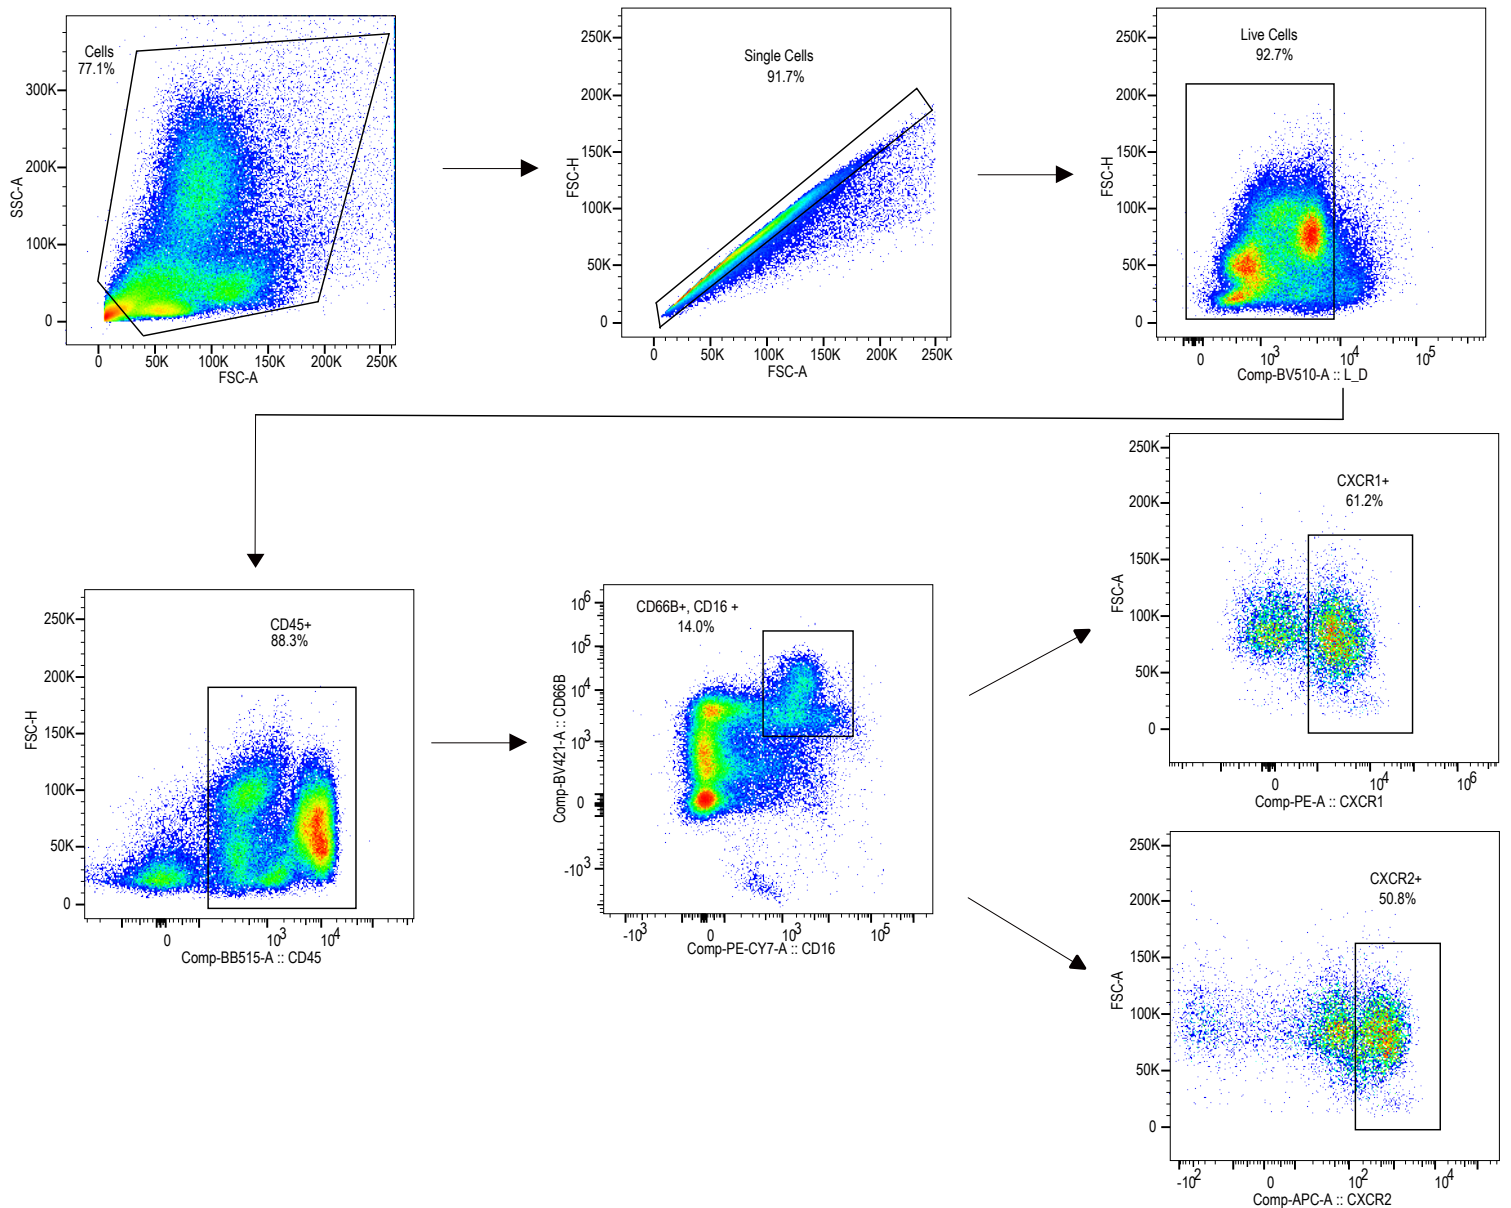 Cells
77.1%
300K
200K
100K
0
SSC-A
0
50K
100K
150K
200K
250K
FSC-A
Single Cells
91.7%
250K
200K
150K
100K
50K
0
FSC-H
0
50K
100K
150K
200K
250K
FSC-A
Live Cells
92.7%
250K
200K
150K
100K
50K
0
FSC-H
0
10³
10⁴
10⁵
Comp-BV510-A :: L_D
CD45+
88.3%
250K
200K
150K
100K
50K
0
FSC-H
0
10³
10⁴
Comp-BB515-A :: CD45
CD66B+, CD16 +
14.0%
10⁶
10⁵
10⁴
10³
0
-10³
Comp-BV421-A :: CD66B
-10³
0
10³
10⁵
Comp-PE-CY7-A :: CD16
CXCR1+
61.2%
250K
200K
150K
100K
50K
0
FSC-A
0
10⁴
10⁶
Comp-PE-A :: CXCR1
CXCR2+
50.8%
250K
200K
150K
100K
50K
0
FSC-A
-10²
0
10²
10⁴
Comp-APC-A :: CXCR2